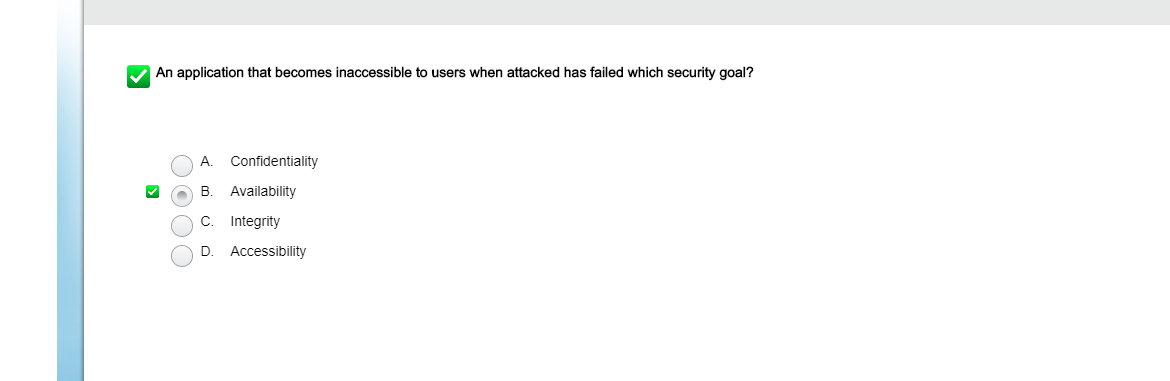 An application that becomes inaccessible to users when attacked has failed which security goal?
A. Confidentiality
B. Availability
C. Integrity
D. Accessibility